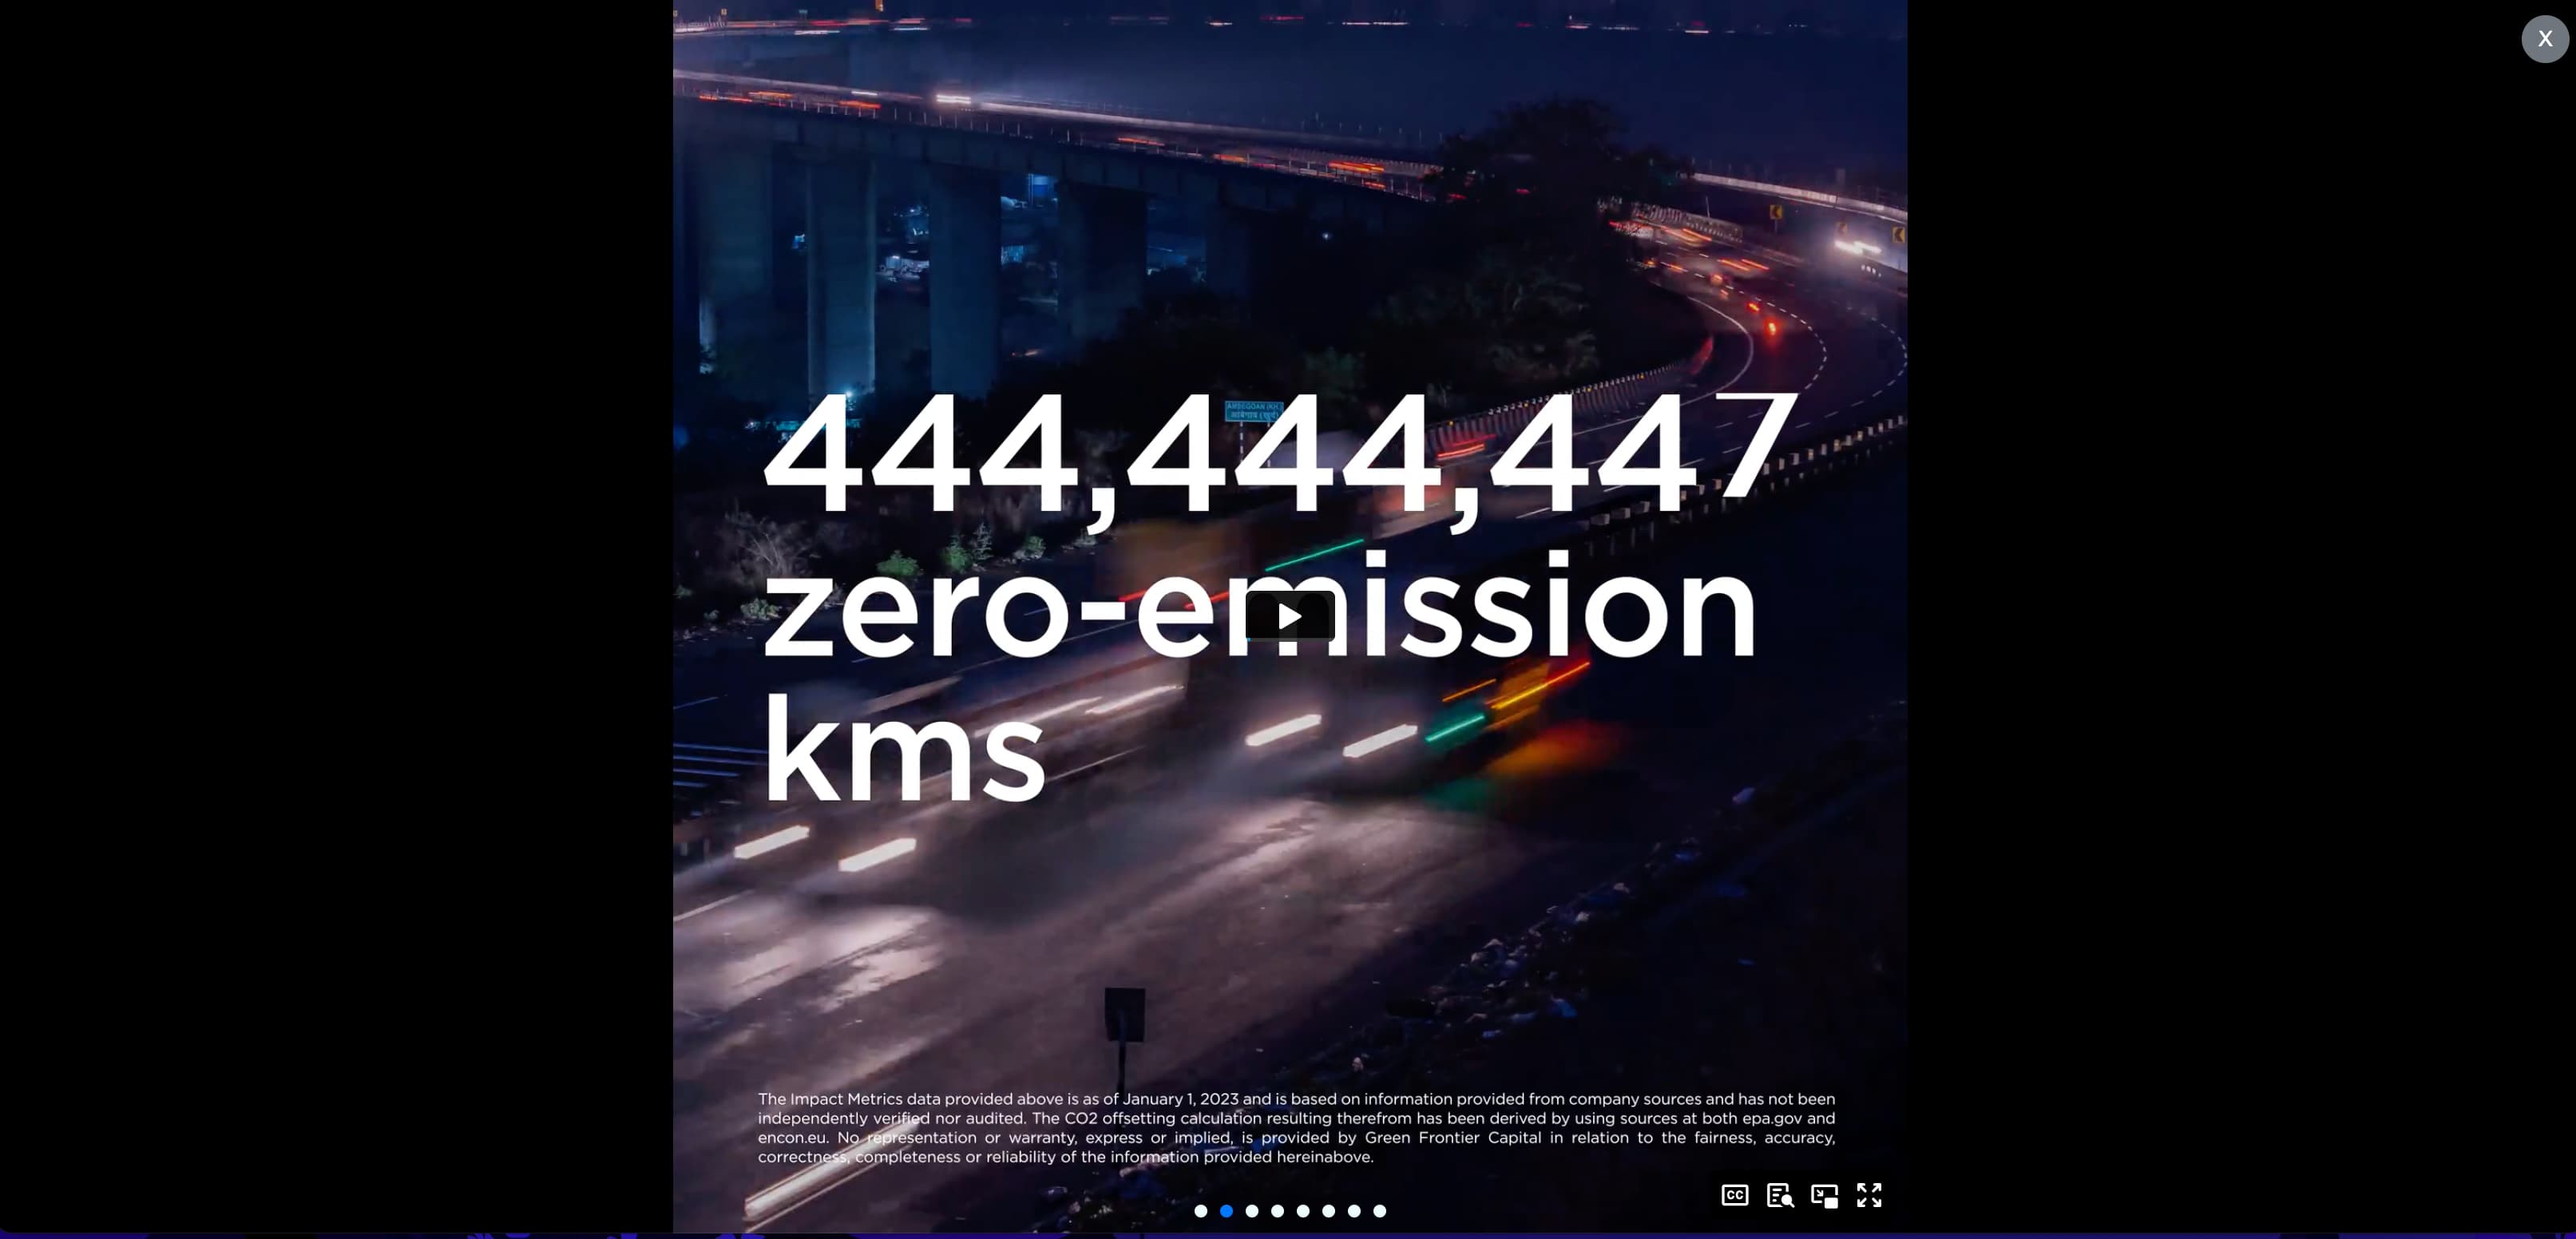 X
AMBEGOAN (KH.)
आंबेगाव (खुर्द)
444,444,447
zero-emission
kms
The Impact Metrics data provided above is as of January 1, 2023 and is based on information provided from company sources and has not been
independently verified nor audited. The CO2 offsetting calculation resulting therefrom has been derived by using sources at both epa.gov and
encon.eu. No representation or warranty, express or implied, is provided by Green Frontier Capital in relation to the fairness, accuracy,
correctness, completeness or reliability of the information provided hereinabove.
CC